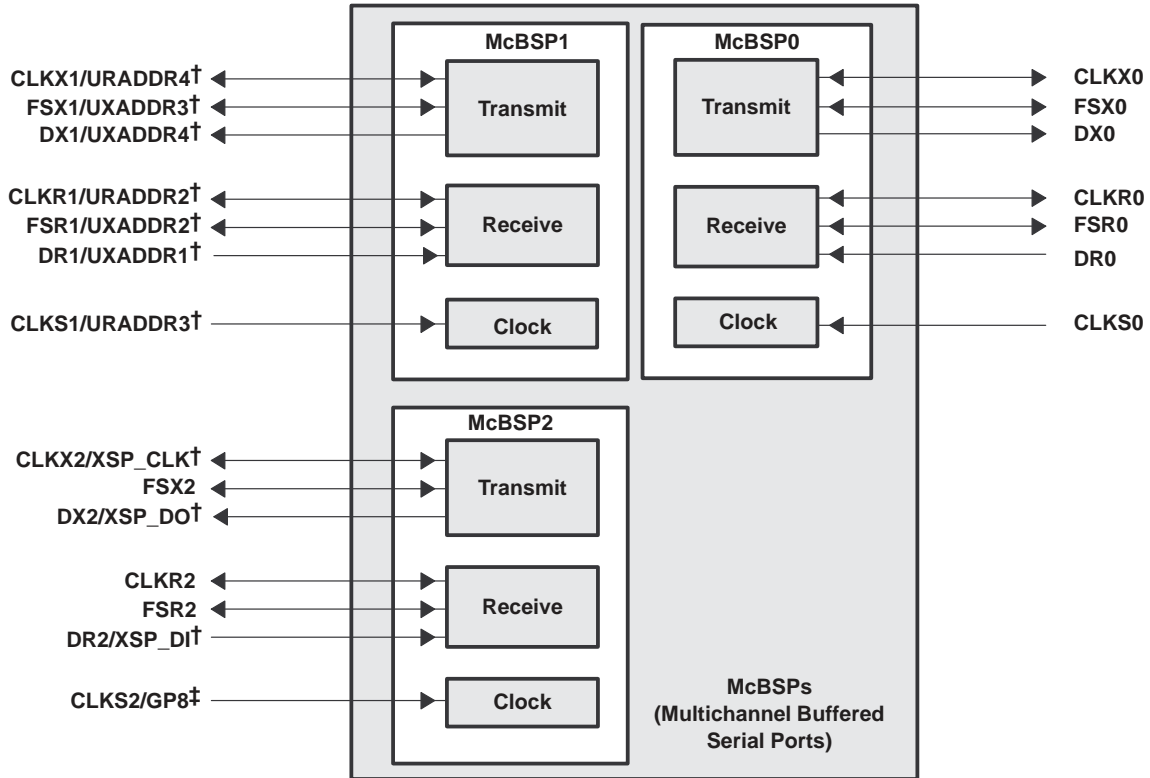 McBSP1
McBSP0
CLKX1/URADDR4†
FSX1/UXADDR3†
DX1/UXADDR4†
Transmit
Transmit
CLKX0
FSX0
DX0
CLKR1/URADDR2†
FSR1/UXADDR2†
DR1/UXADDR1†
Receive
Receive
CLKR0
FSR0
DR0
CLKS1/URADDR3†
Clock
Clock
CLKS0
McBSP2
CLKX2/XSP_CLK†
FSX2
DX2/XSP_DO†
Transmit
CLKR2
FSR2
DR2/XSP_DI†
Receive
CLKS2/GP8‡
Clock
McBSPs
(Multichannel Buffered
Serial Ports)